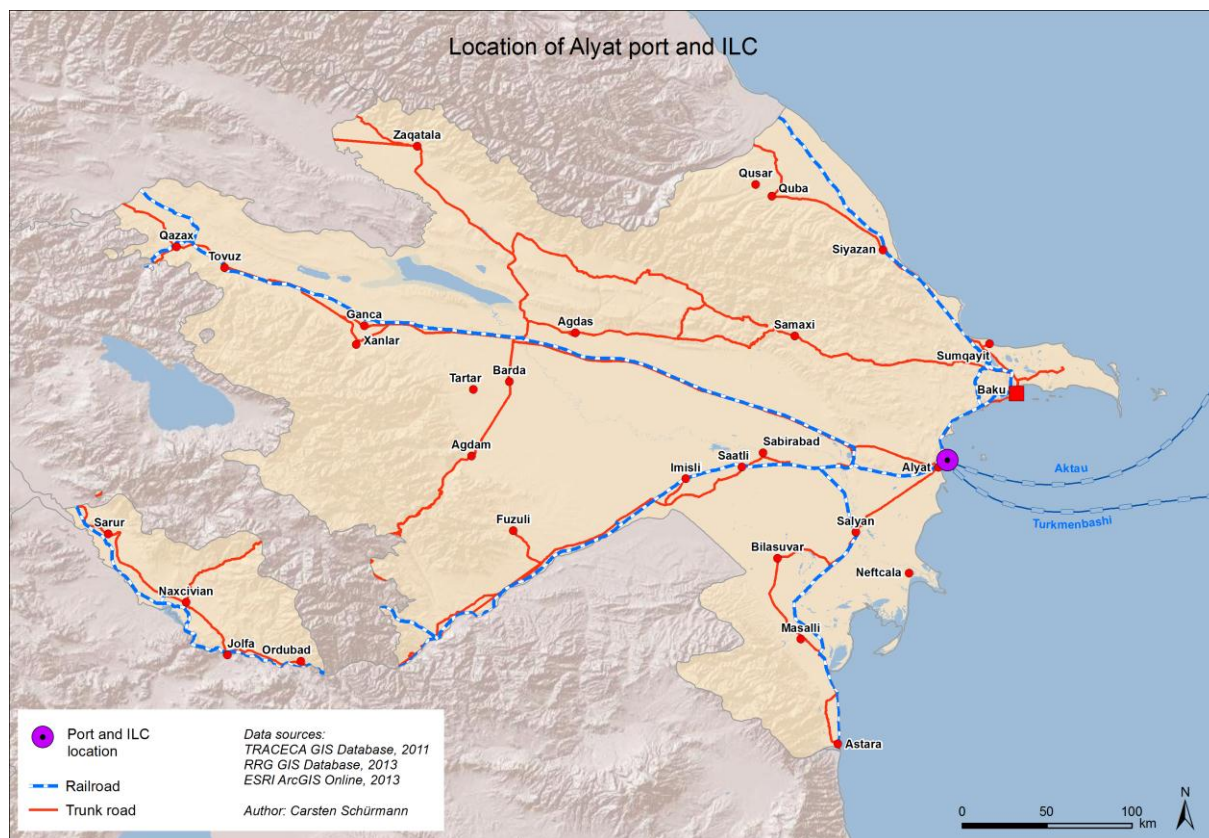 Location of Alyat port and ILC
Zaqatala
Qusar
Quba
Qazax
Siyazan
Tovuz
Ganca
Agdas
Samaxi
Xanlar
Sumqayit
Barda
Tartar
Baku
Agdam
Sabirabad
Saatli
Imisli
Alyat
Aktau
Turkmenbashi
Fuzuli
Salyan
Sarur
Bilasuvar
Neftcala
Naxcivian
Masalli
Jolfa
Ordubad
Astara
Port and ILC
location
Railroad
Trunk road
Data sources:
TRACECA GIS Database, 2011
RRG GIS Database, 2013
ESRI ArcGIS Online, 2013
Author: Carsten Schürmann
N
0 50 100
km